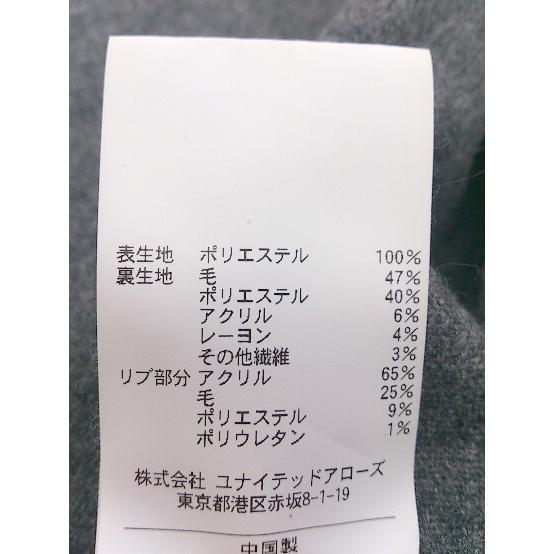 表生地 ポリエステル 100%
裏生地 毛 47%
ポリエステル 40%
アクリル 6%
レーヨン 4%
その他繊維 3%
リブ部分 アクリル 65%
毛 25%
ポリエステル 9%
ポリウレタン 1%
株式会社 ユナイテッドアローズ
東京都港区赤坂8-1-19
中国製